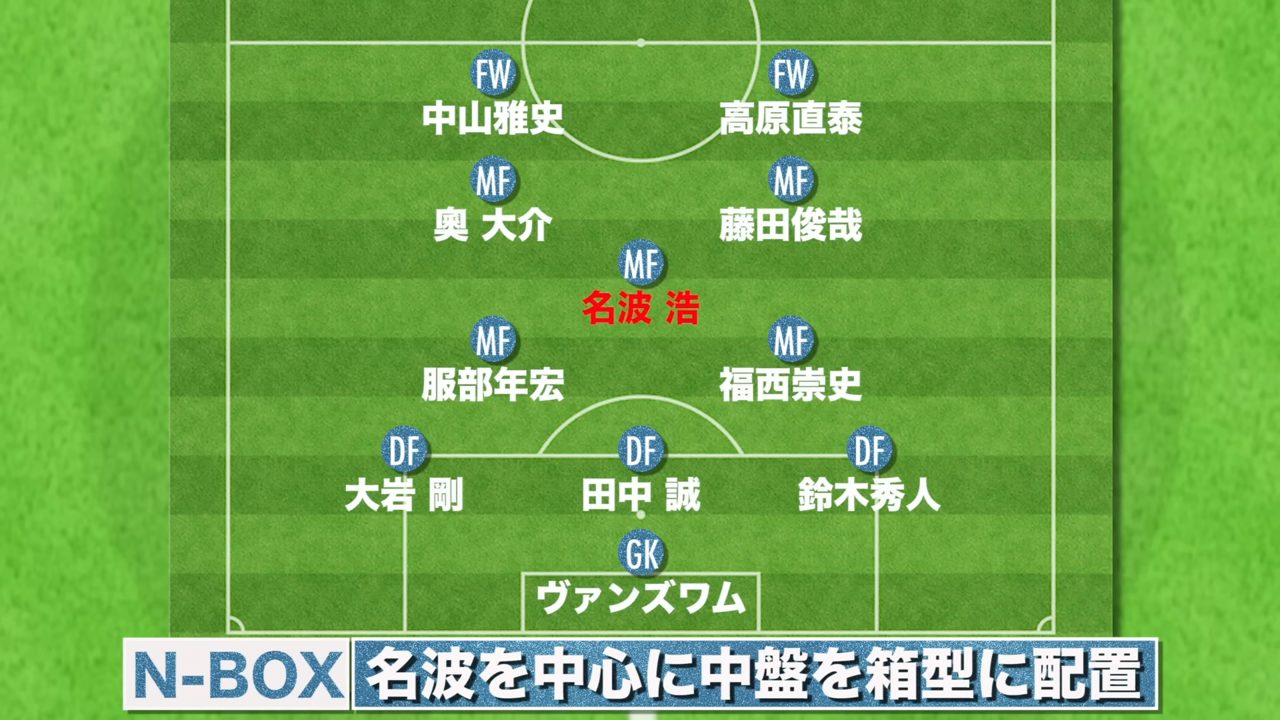 FW FW
中山雅史 高原直泰
MF MF
奥 大介 藤田俊哉
MF
名波 浩
MF MF
服部年宏 福西崇史
DF DF DF
大岩 剛 田中 誠 鈴木秀人
GK
ヴァンズワム
N-BOX 名波を中心に中盤を箱型に配置